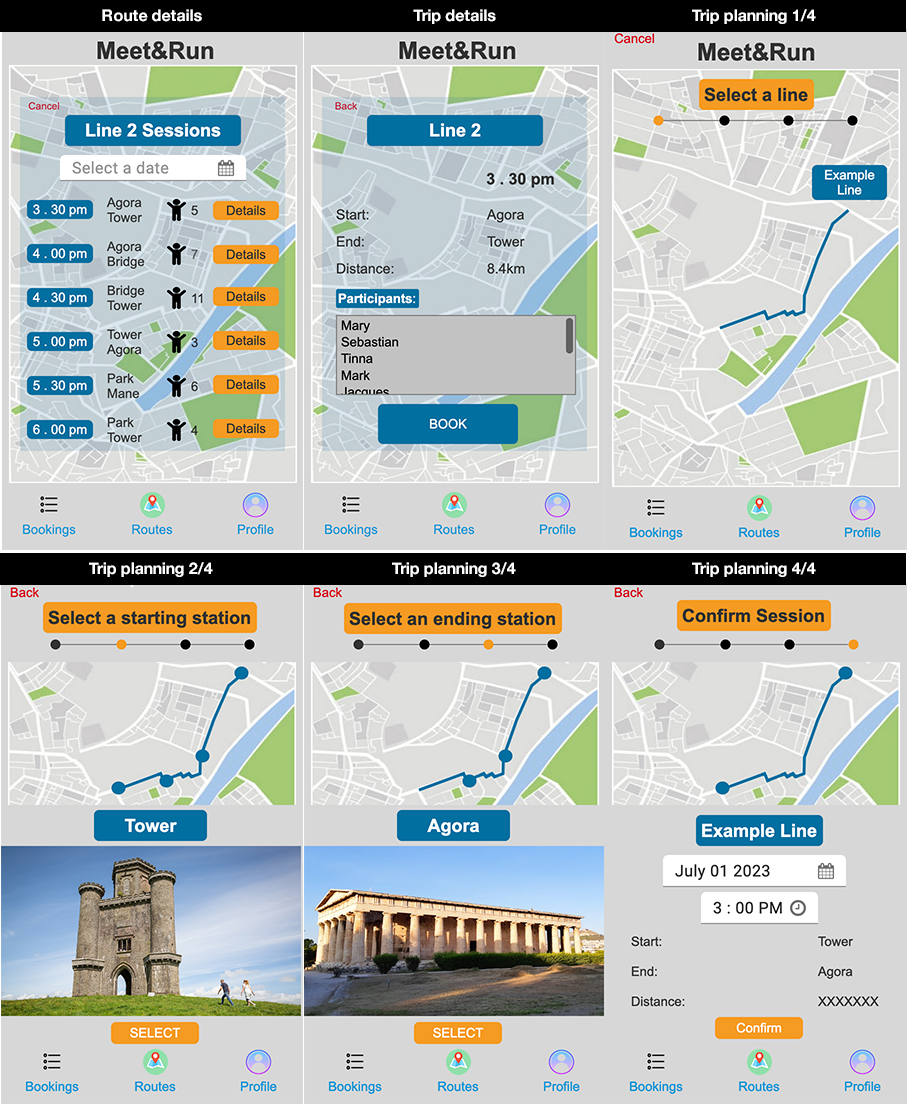 Route details
Meet&Run
Cancel
Line 2 Sessions
Select a date
3 . 30 pm
Agora
Tower
5
Details
4 . 00 pm
Agora
Bridge
7
Details
4 . 30 pm
Bridge
Tower
11
Details
5 . 00 pm
Tower
Agora
3
Details
5 . 30 pm
Park
Mane
6
Details
6 . 00 pm
Park
Tower
4
Details
Bookings
Routes
Profile
Trip details
Meet&Run
Back
Line 2
3 . 30 pm
Start: Agora
End: Tower
Distance: 8.4km
Participants:
Mary
Sebastian
Tinna
Mark
Jacques
BOOK
Bookings
Routes
Profile
Trip planning 1/4
Cancel
Meet&Run
Select a line
Example
Line
Bookings
Routes
Profile
Trip planning 2/4
Back
Select a starting station
Tower
SELECT
Bookings
Routes
Profile
Trip planning 3/4
Back
Select an ending station
Agora
SELECT
Bookings
Routes
Profile
Trip planning 4/4
Back
Confirm Session
Example Line
July 01 2023
3 : 00 PM
Start: Tower
End: Agora
Distance: XXXXXXX
Confirm
Bookings
Routes
Profile